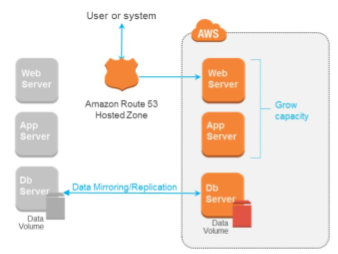 User or system
AWS
Web
Server
Amazon Route 53
Hosted Zone
Web
Server
Grow
capacity
App
Server
App
Server
Db
Server
Data Mirroring/Replication
Db
Server
Data
Volume
Data
Volume